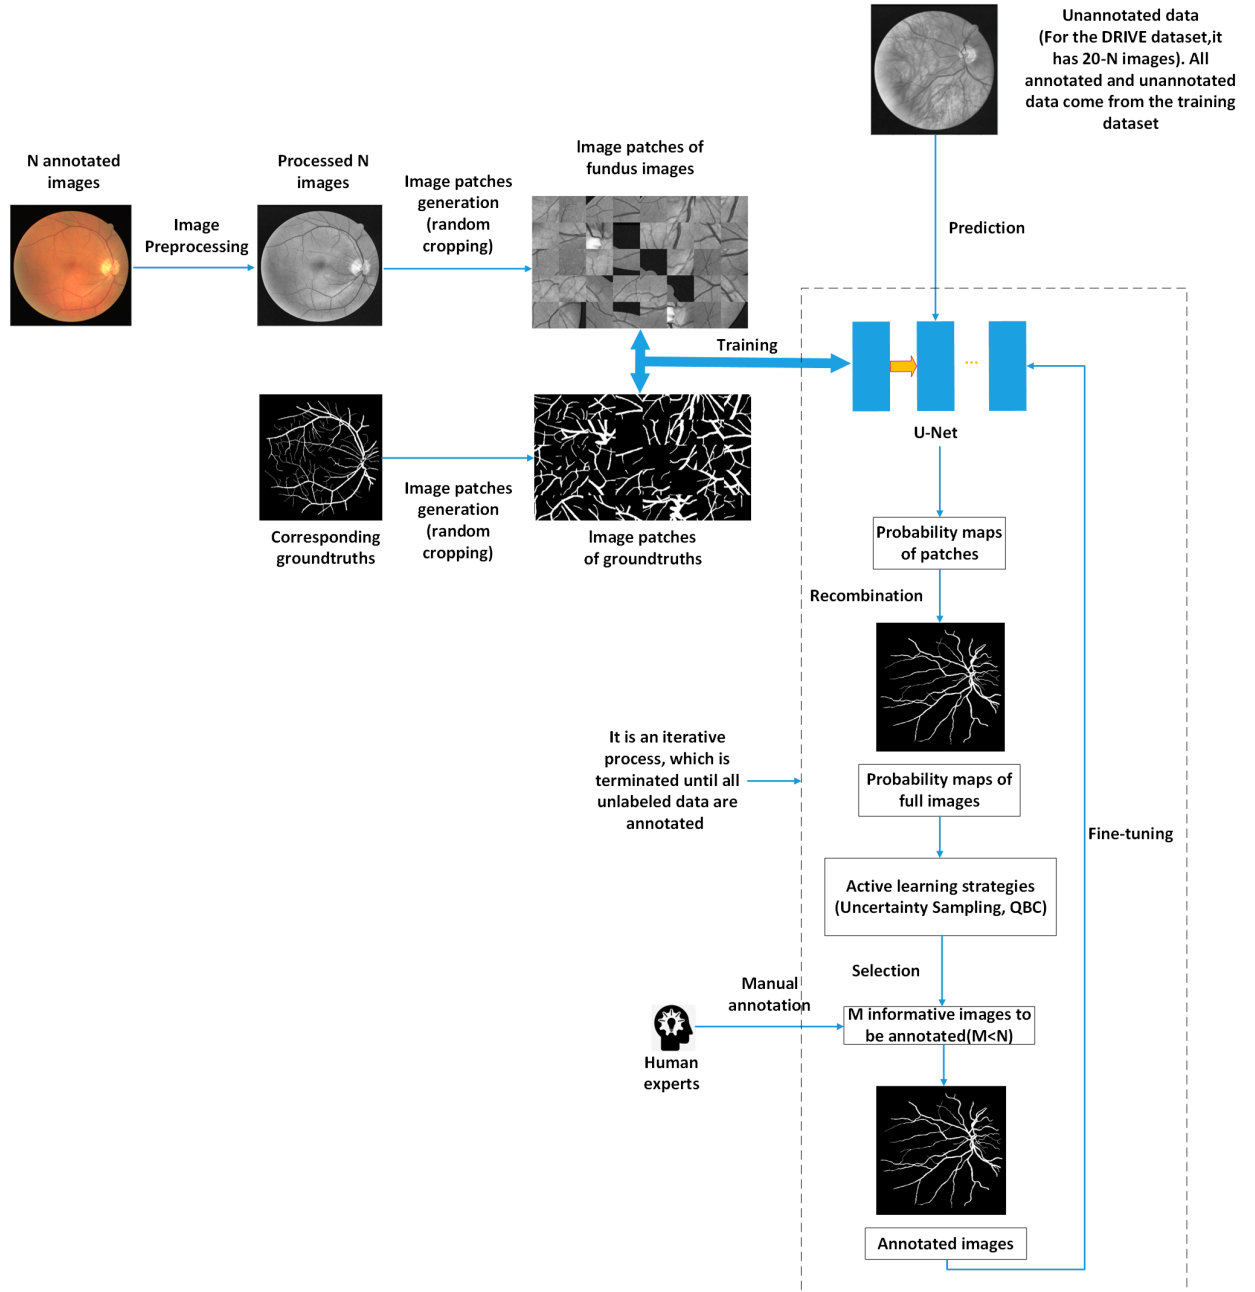 Unannotated data
(For the DRIVE dataset,it
has 20-N images). All
annotated and unannotated
data come from the training
dataset
N annotated
images
Image
Preprocessing
Processed N
images
Image patches
generation
(random
cropping)
Image patches of
fundus images
Prediction
Training
U-Net
Corresponding
groundtruths
Image patches
generation
(random
cropping)
Image patches
of groundtruths
Probability maps
of patches
Recombination
It is an iterative
process, which is
terminated until all
unlabeled data are
annotated
Probability maps of
full images
Fine-tuning
Active learning strategies
(Uncertainty Sampling, QBC)
Selection
Manual
annotation
Human
experts
M informative images to
be annotated(M<N)
Annotated images